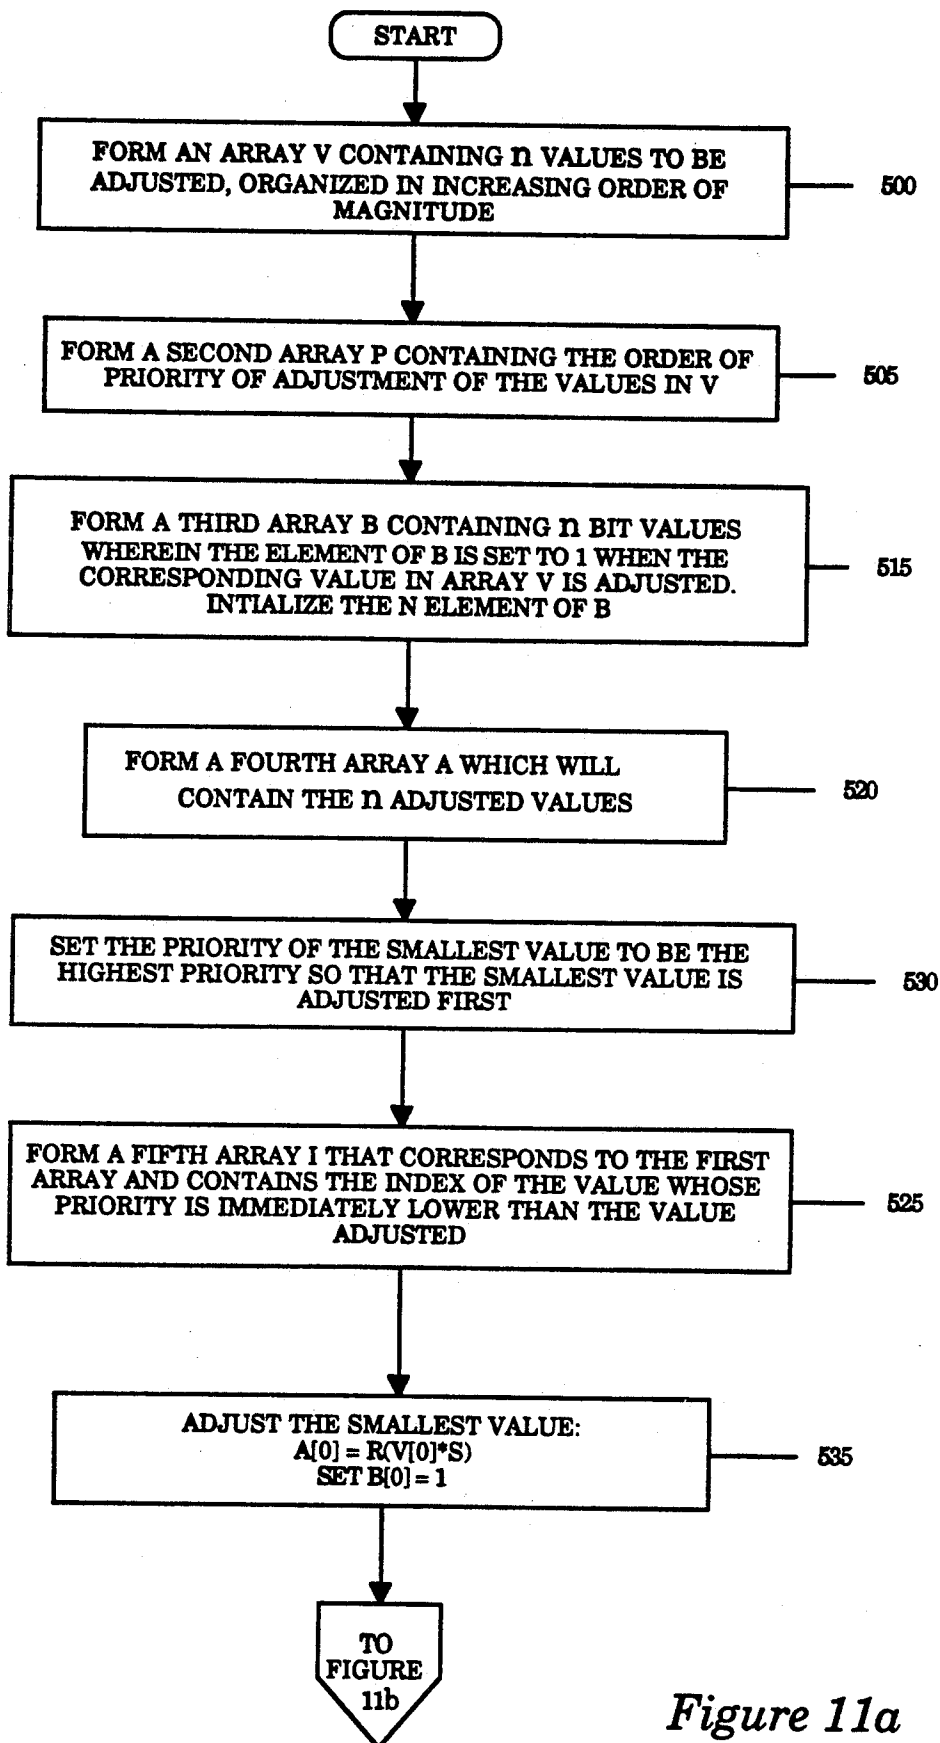 START
FORM AN ARRAY V CONTAINING n VALUES TO BE
ADJUSTED, ORGANIZED IN INCREASING ORDER OF
MAGNITUDE
500
FORM A SECOND ARRAY P CONTAINING THE ORDER OF
PRIORITY OF ADJUSTMENT OF THE VALUES IN V
505
FORM A THIRD ARRAY B CONTAINING n BIT VALUES
WHEREIN THE ELEMENT OF B IS SET TO 1 WHEN THE
CORRESPONDING VALUE IN ARRAY V IS ADJUSTED.
INTIALIZE THE N ELEMENT OF B
515
FORM A FOURTH ARRAY A WHICH WILL
CONTAIN THE n ADJUSTED VALUES
520
SET THE PRIORITY OF THE SMALLEST VALUE TO BE THE
HIGHEST PRIORITY SO THAT THE SMALLEST VALUE IS
ADJUSTED FIRST
530
FORM A FIFTH ARRAY I THAT CORRESPONDS TO THE FIRST
ARRAY AND CONTAINS THE INDEX OF THE VALUE WHOSE
PRIORITY IS IMMEDIATELY LOWER THAN THE VALUE
ADJUSTED
525
ADJUST THE SMALLEST VALUE:
A[0] = R(V[0]*S)
SET B[0] = 1
535
TO
FIGURE
11b
Figure 11a